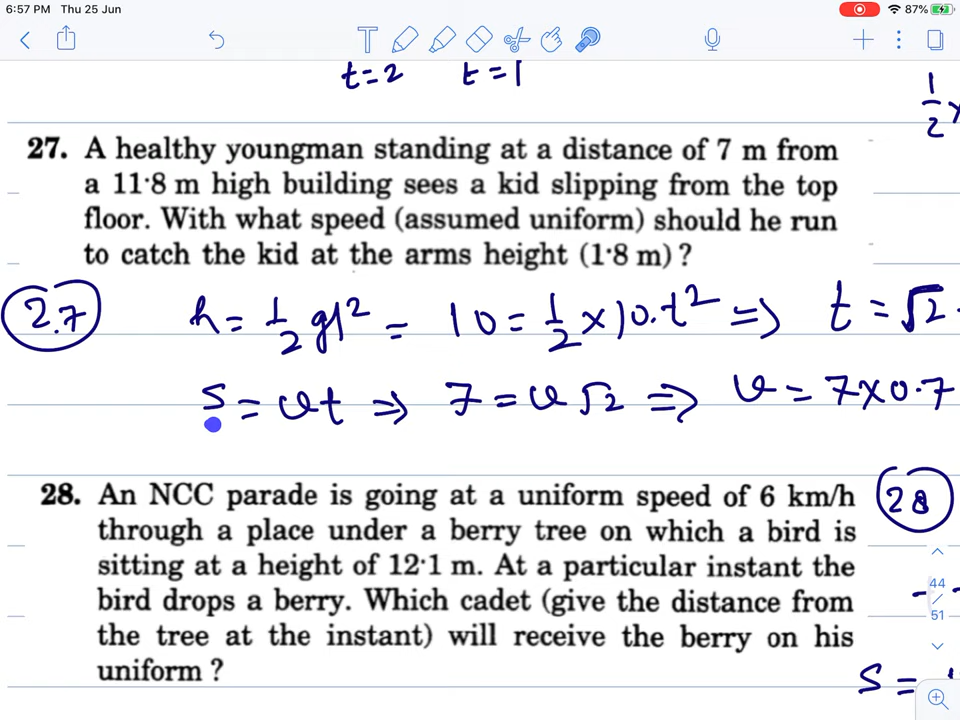 6:57 PM Thu 25 Jun
87%
T
t=2 t=1
1/2 x
27. A healthy youngman standing at a distance of 7 m from
a 11·8 m high building sees a kid slipping from the top
floor. With what speed (assumed uniform) should he run
to catch the kid at the arms height (1·8 m) ?
27 h = 1/2 gt² = 10 = 1/2 × 10.t² ⇒ t = √2.
s = vt ⇒ 7 = v√2 ⇒ v = 7×0.7
28. An NCC parade is going at a uniform speed of 6 km/h
through a place under a berry tree on which a bird is
sitting at a height of 12·1 m. At a particular instant the
bird drops a berry. Which cadet (give the distance from
the tree at the instant) will receive the berry on his
uniform ?
28
44
/
51
s =